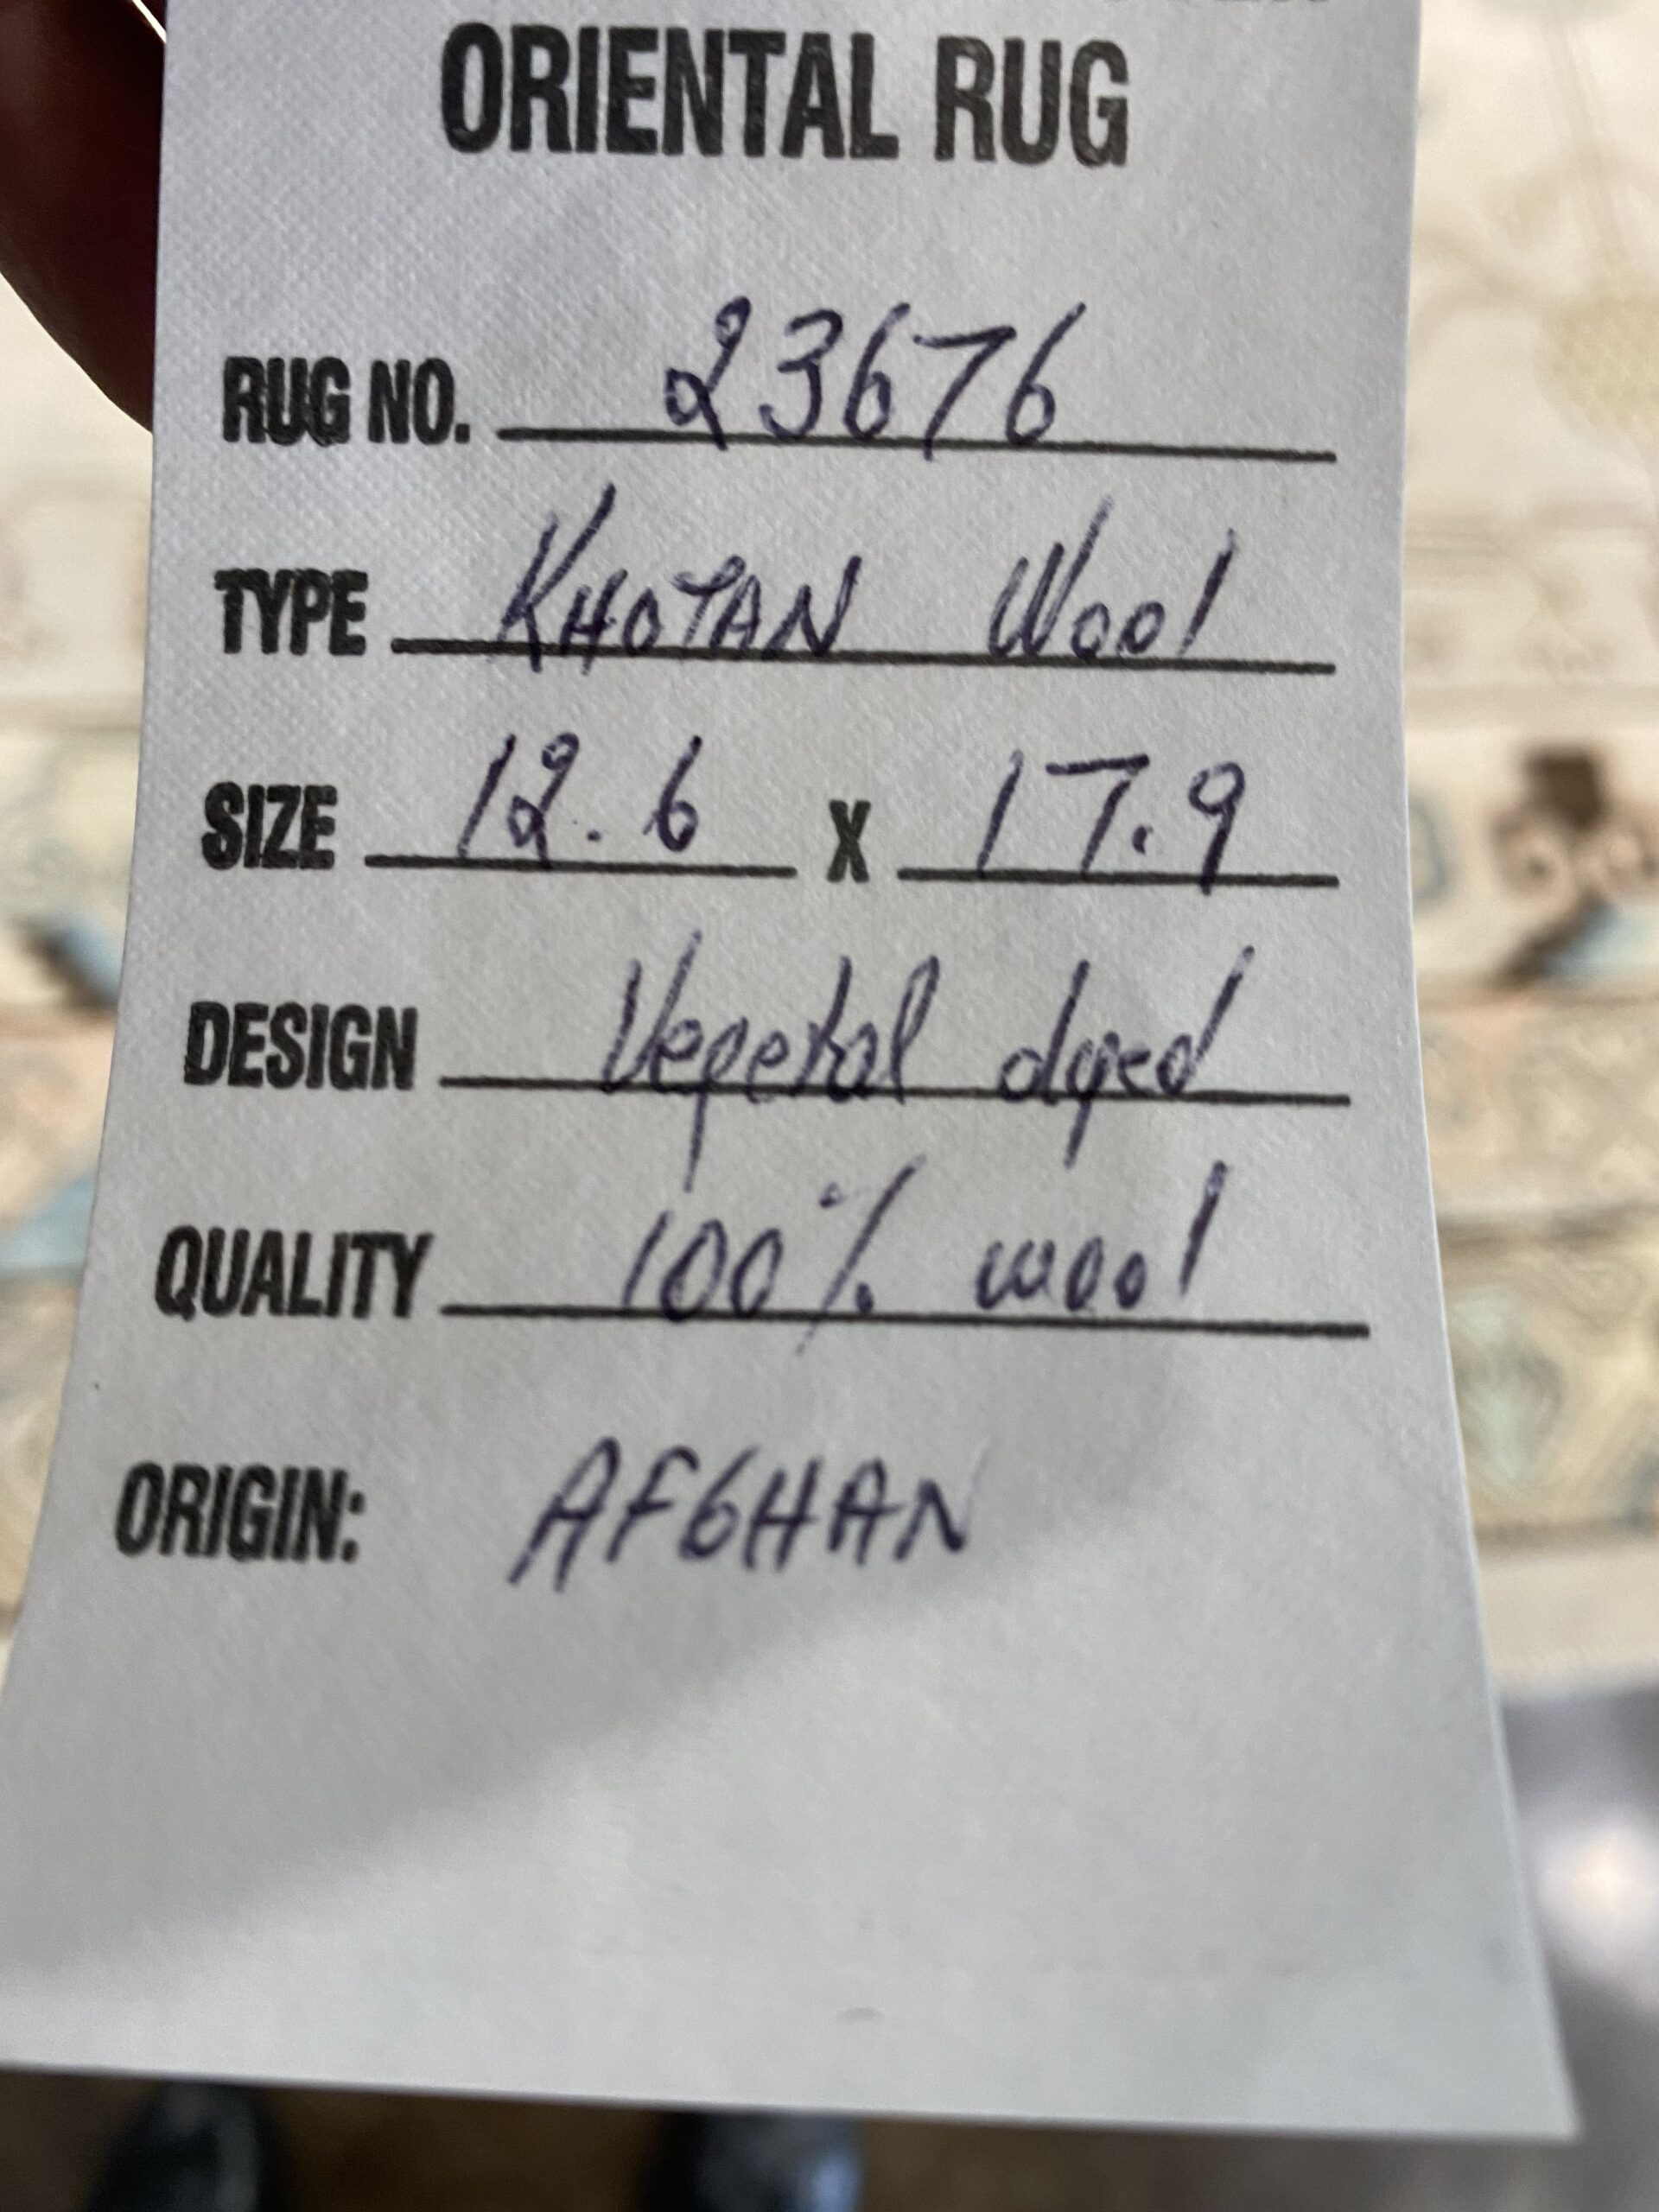 ORIENTAL RUG
RUG NO. 23676
TYPE KHOTAN Wool
SIZE 12.6 X 17.9
DESIGN Vegetal dyed
QUALITY 100% wool
ORIGIN: AFGHAN